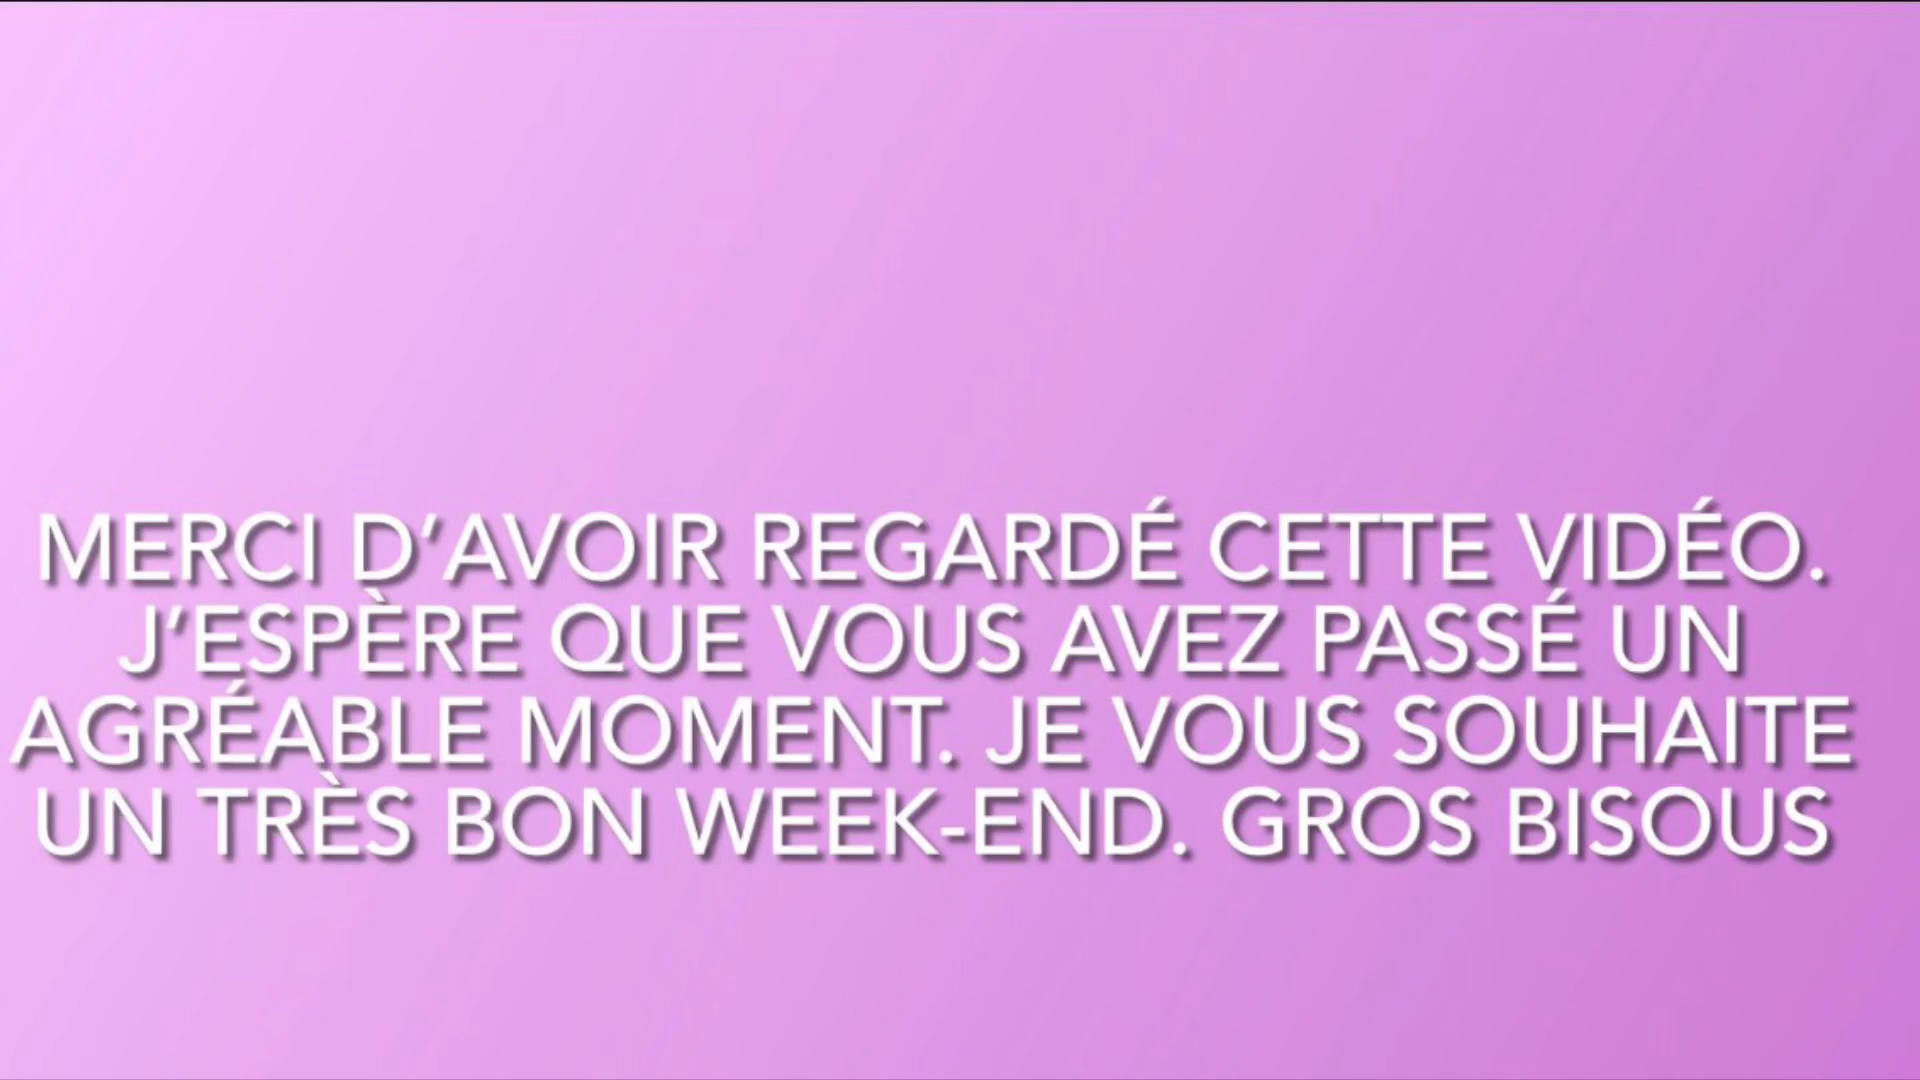 MERCI D’AVOIR REGARDÉ CETTE VIDÉO.
J’ESPÈRE QUE VOUS AVEZ PASSÉ UN
AGRÉABLE MOMENT. JE VOUS SOUHAITE
UN TRÈS BON WEEK-END. GROS BISOUS